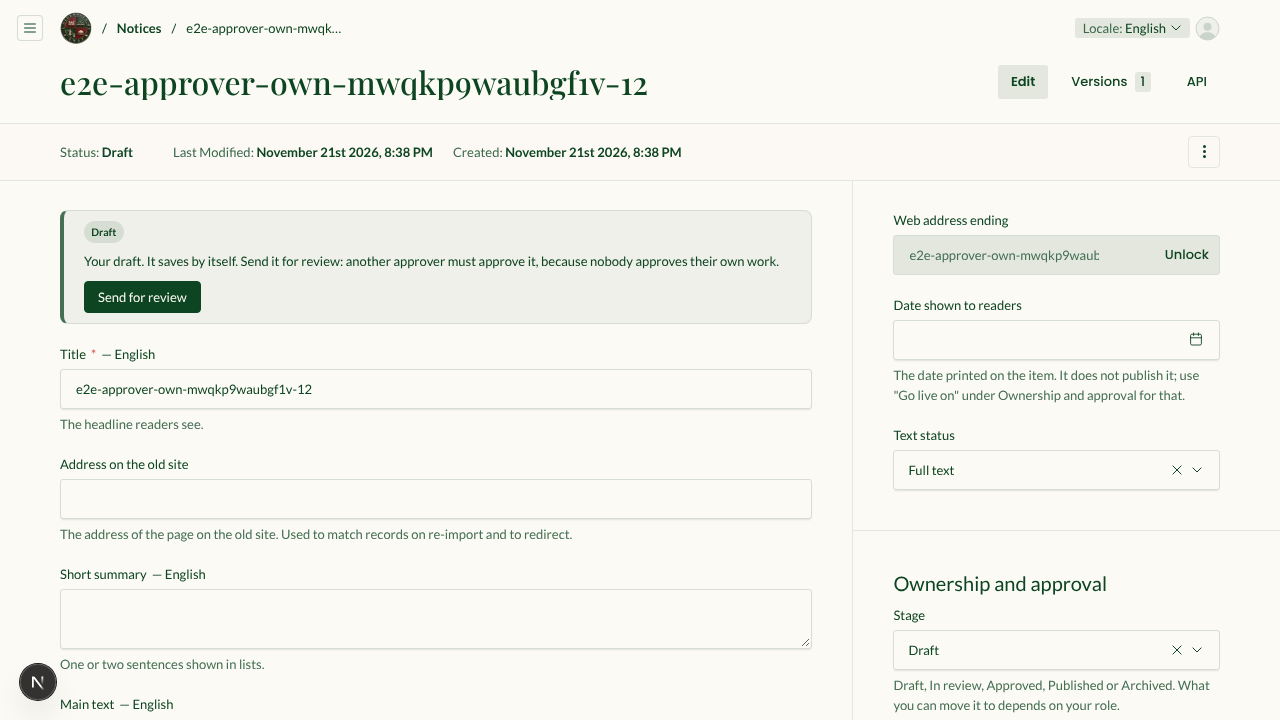 / Notices / e2e-approver-own-mwqk...
Locale: English
e2e-approver-own-mwqkp9waubgf1v-12
Edit
Versions 1
API
Status: Draft
Last Modified: November 21st 2026, 8:38 PM
Created: November 21st 2026, 8:38 PM
Draft
Your draft. It saves by itself. Send it for review: another approver must approve it, because nobody approves their own work.
Send for review
Title * — English
e2e-approver-own-mwqkp9waubgf1v-12
The headline readers see.
Address on the old site
The address of the page on the old site. Used to match records on re-import and to redirect.
Short summary — English
One or two sentences shown in lists.
Main text — English
N
Web address ending
e2e-approver-own-mwqkp9waub
Unlock
Date shown to readers
The date printed on the item. It does not publish it; use
"Go live on" under Ownership and approval for that.
Text status
Full text
Ownership and approval
Stage
Draft
Draft, In review, Approved, Published or Archived. What
you can move it to depends on your role.